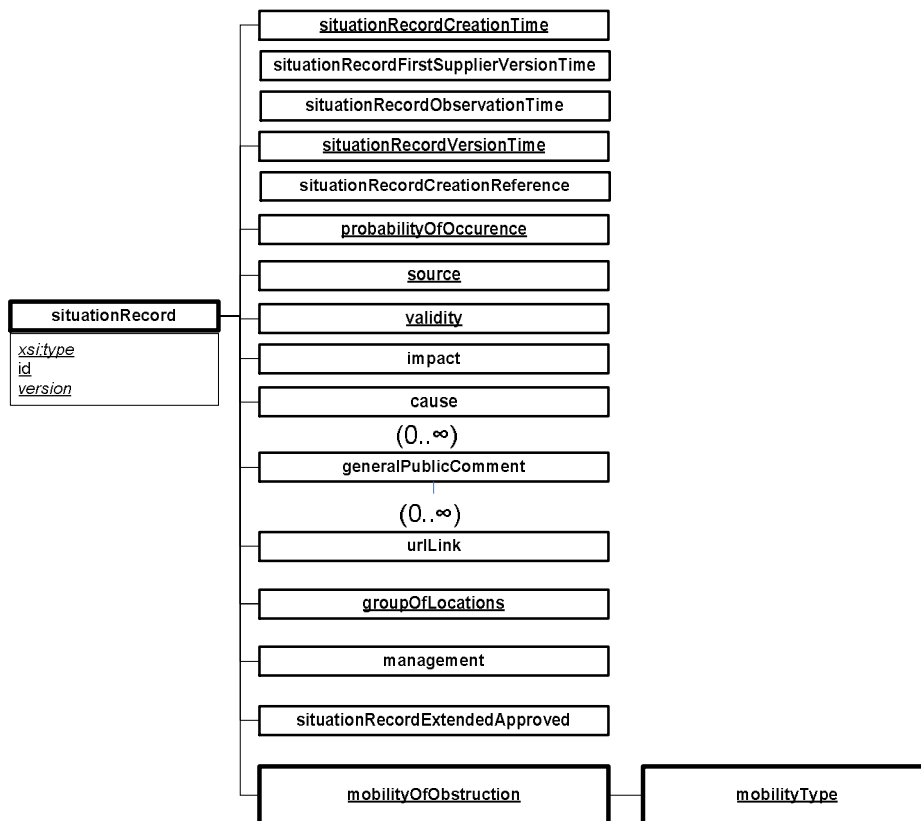 situationRecordCreationTime
situationRecordFirstSupplierVersionTime
situationRecordObservationTime
situationRecordVersionTime
situationRecordCreationReference
probabilityOfOccurence
source
situationRecord
validity
xsi:type
id
version
impact
cause
(0..∞)
generalPublicComment
(0..∞)
urlLink
groupOfLocations
management
situationRecordExtendedApproved
mobilityOfObstruction
mobilityType